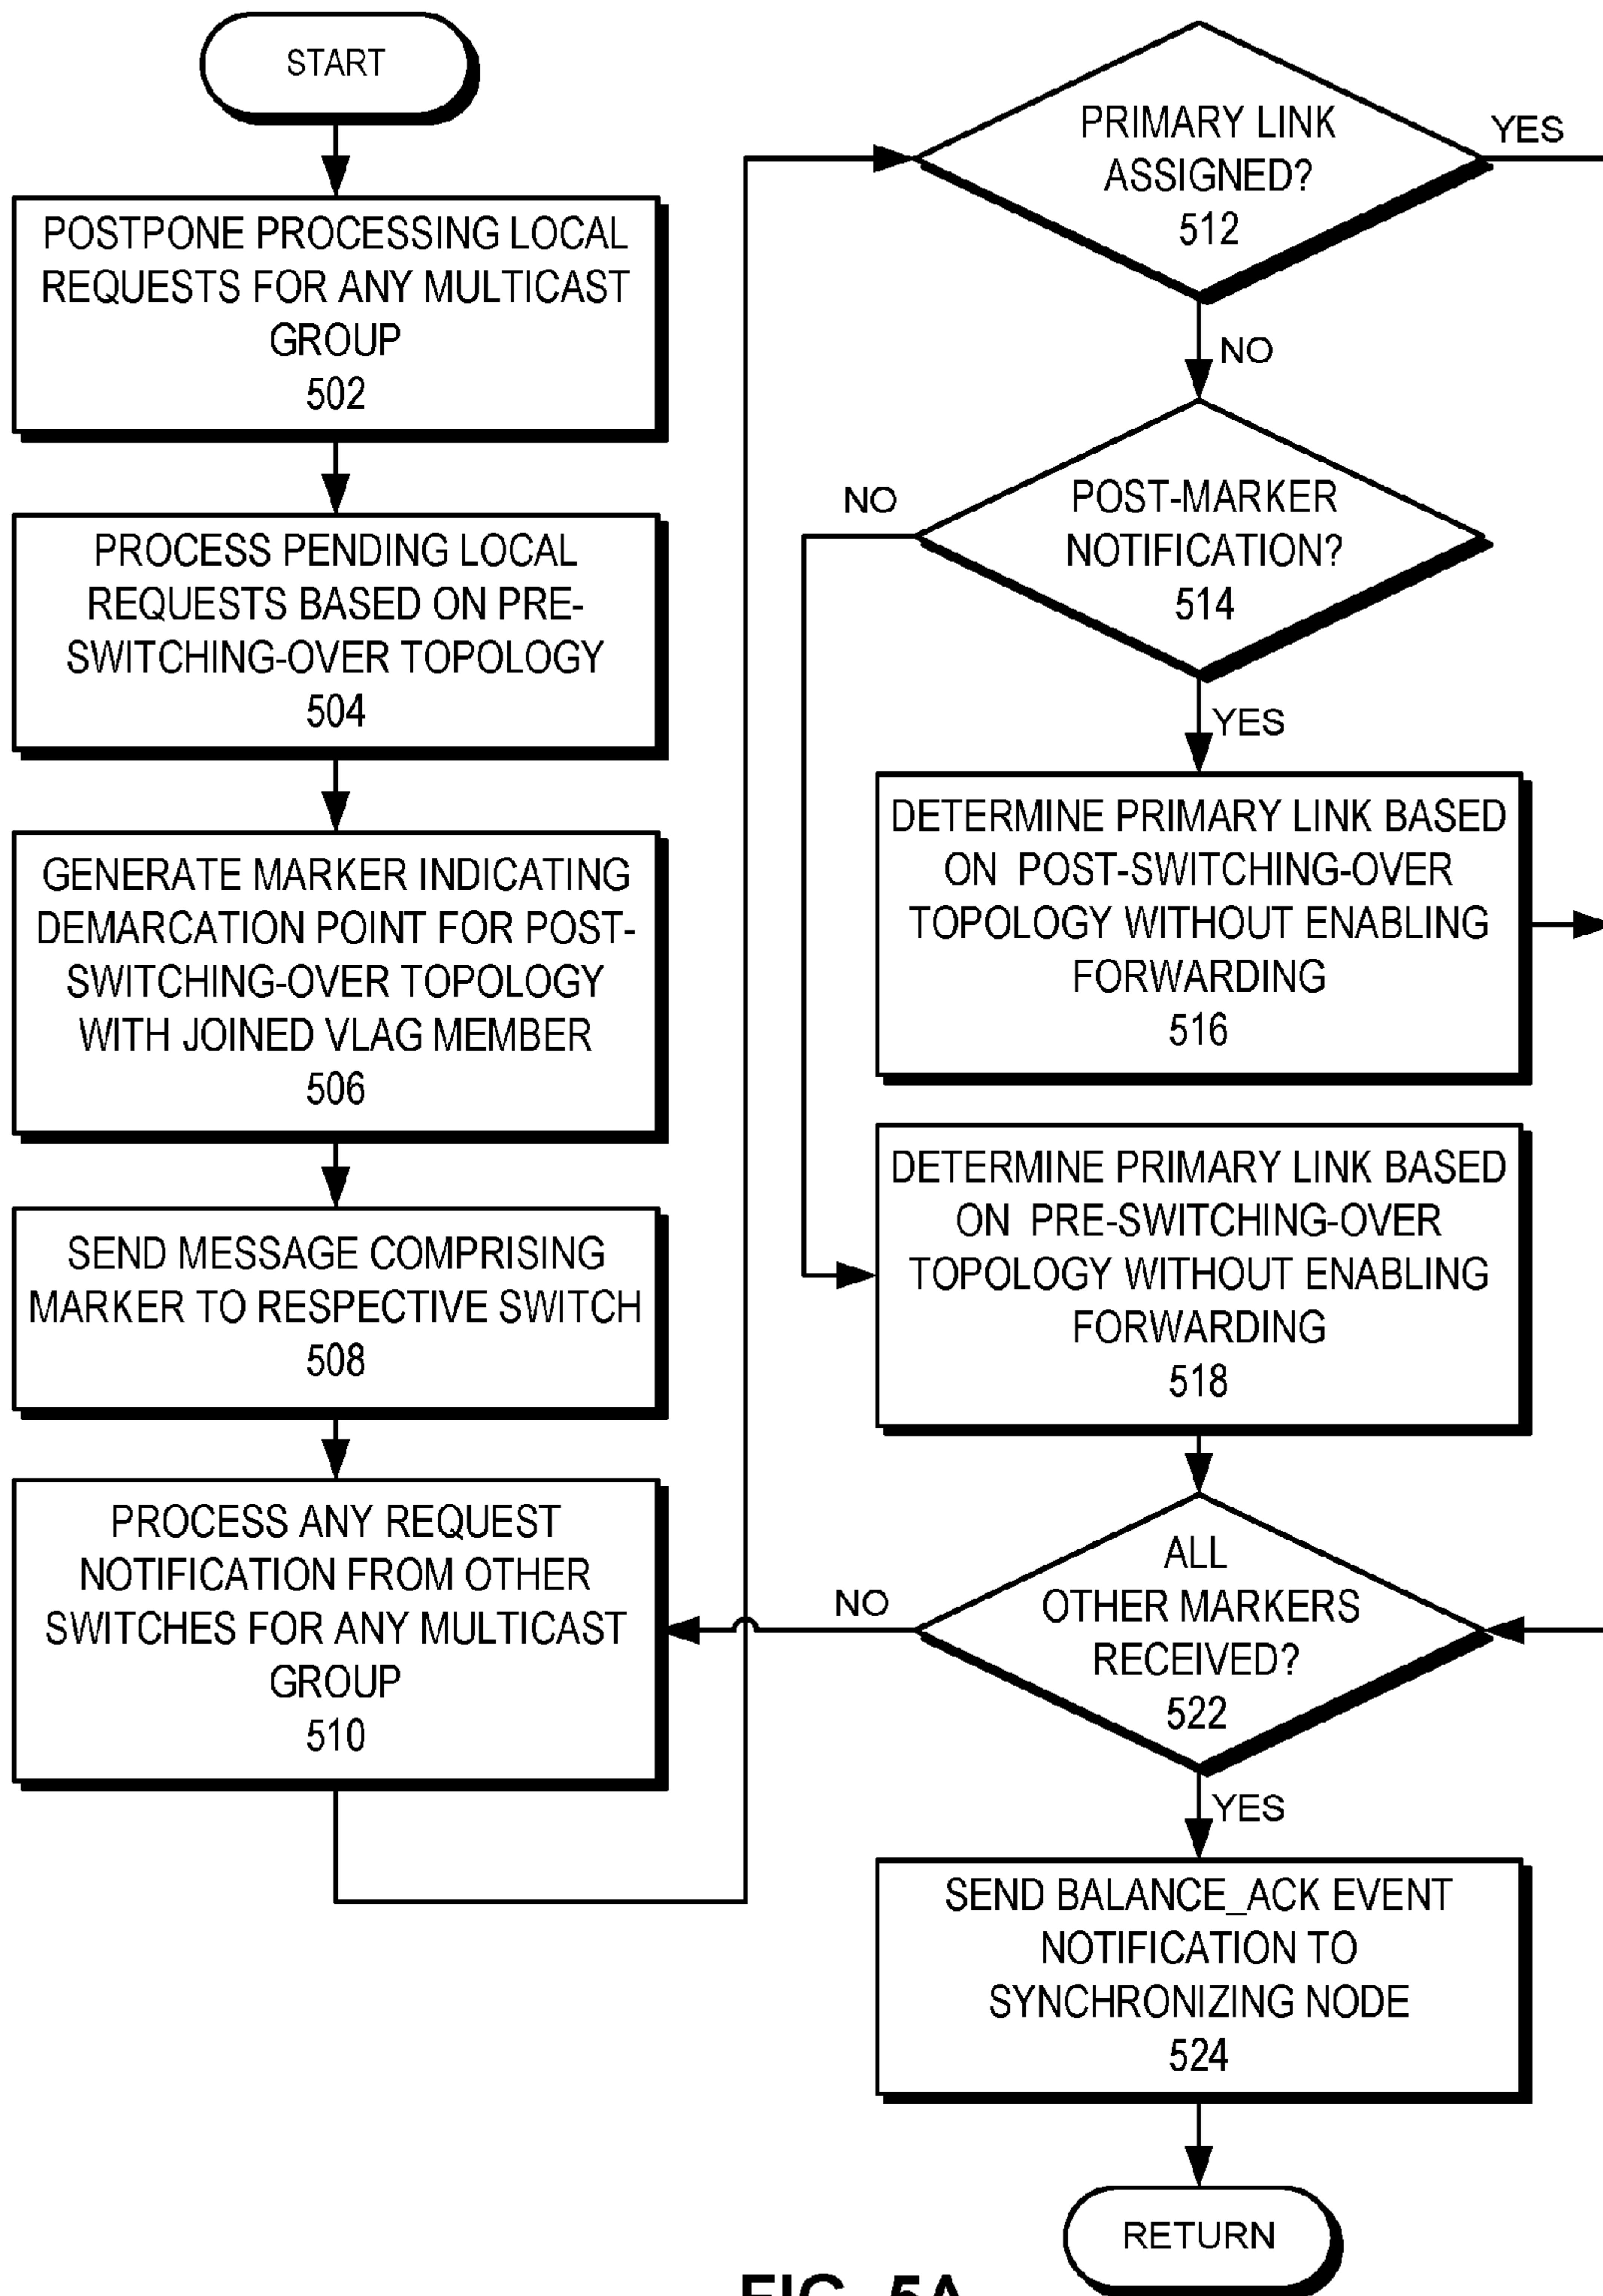 START
POSTPONE PROCESSING LOCAL
REQUESTS FOR ANY MULTICAST
GROUP
502
PROCESS PENDING LOCAL
REQUESTS BASED ON PRE-
SWITCHING-OVER TOPOLOGY
504
GENERATE MARKER INDICATING
DEMARCATION POINT FOR POST-
SWITCHING-OVER TOPOLOGY
WITH JOINED VLAG MEMBER
506
SEND MESSAGE COMPRISING
MARKER TO RESPECTIVE SWITCH
508
PROCESS ANY REQUEST
NOTIFICATION FROM OTHER
SWITCHES FOR ANY MULTICAST
GROUP
510
PRIMARY LINK
ASSIGNED?
512
YES
NO
POST-MARKER
NOTIFICATION?
514
NO
YES
DETERMINE PRIMARY LINK BASED
ON POST-SWITCHING-OVER
TOPOLOGY WITHOUT ENABLING
FORWARDING
516
DETERMINE PRIMARY LINK BASED
ON PRE-SWITCHING-OVER
TOPOLOGY WITHOUT ENABLING
FORWARDING
518
ALL
OTHER MARKERS
RECEIVED?
522
NO
YES
SEND BALANCE_ACK EVENT
NOTIFICATION TO
SYNCHRONIZING NODE
524
RETURN
FIG. 5A